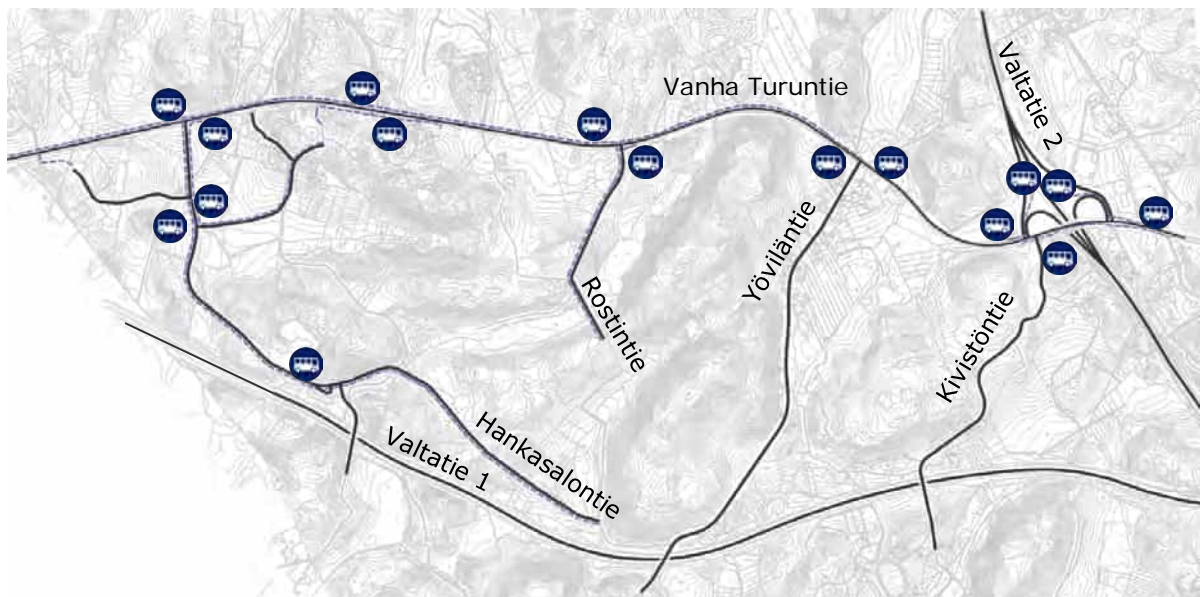 Vanha Turuntie
Valtatie 2
Yöviläntie
Rostintie
Kivistöntie
Hankasalontie
Valtatie 1